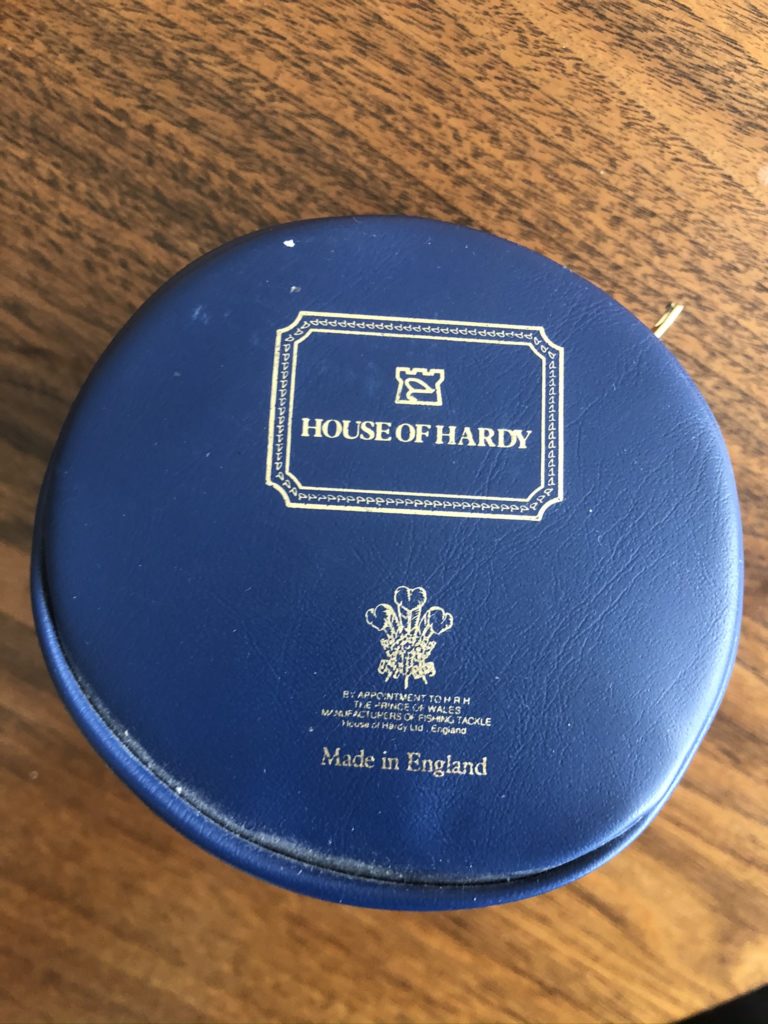 HOUSE OF HARDY
BY APPOINTMENT TO H R H
THE PRINCE OF WALES
MANUFACTURERS OF FISHING TACKLE
House of Hardy Ltd. England
Made in England